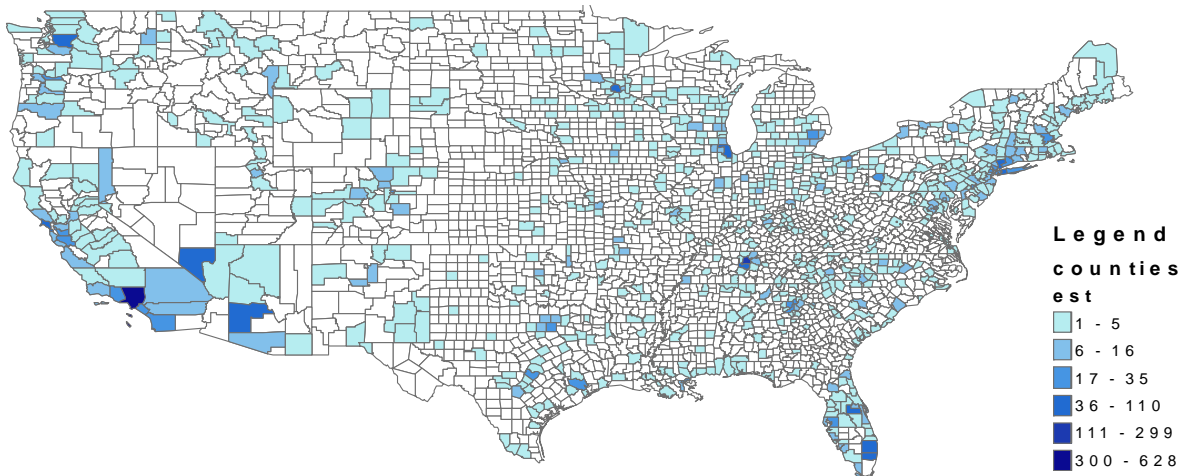 Legend
counties
est
1 - 5
6 - 16
17 - 35
36 - 110
111 - 299
300 - 628